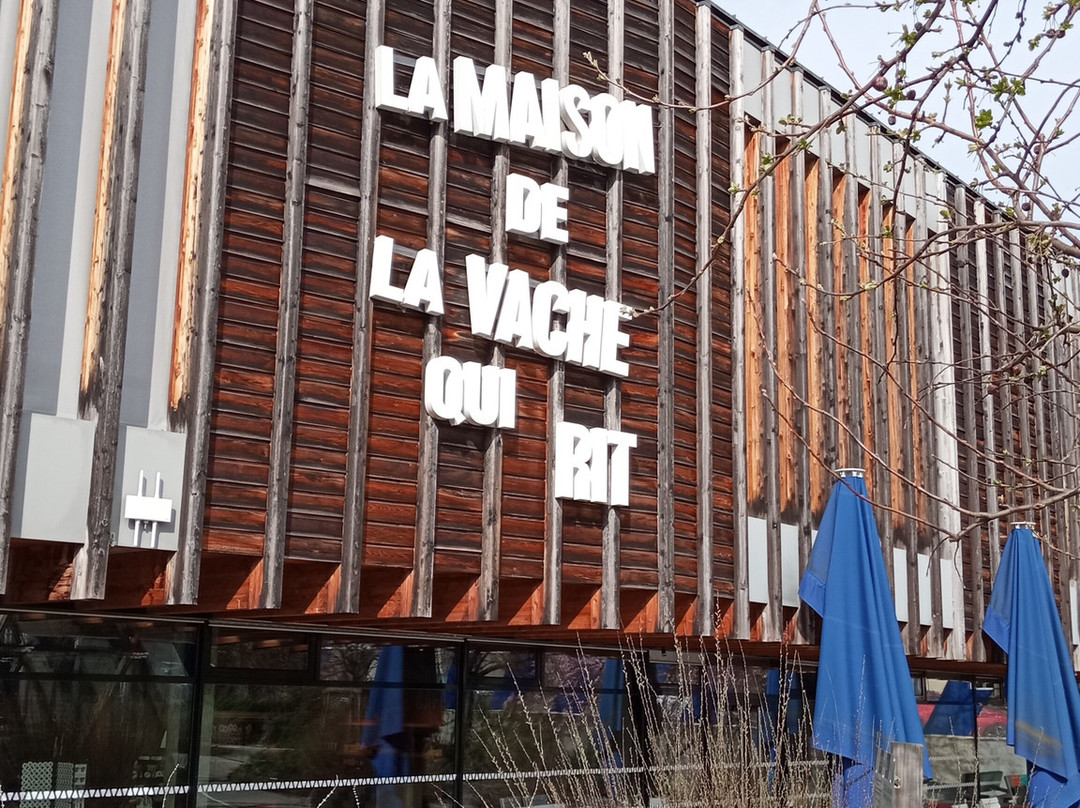 LA MAISON
DE
LA VACHE
QUI
RIT